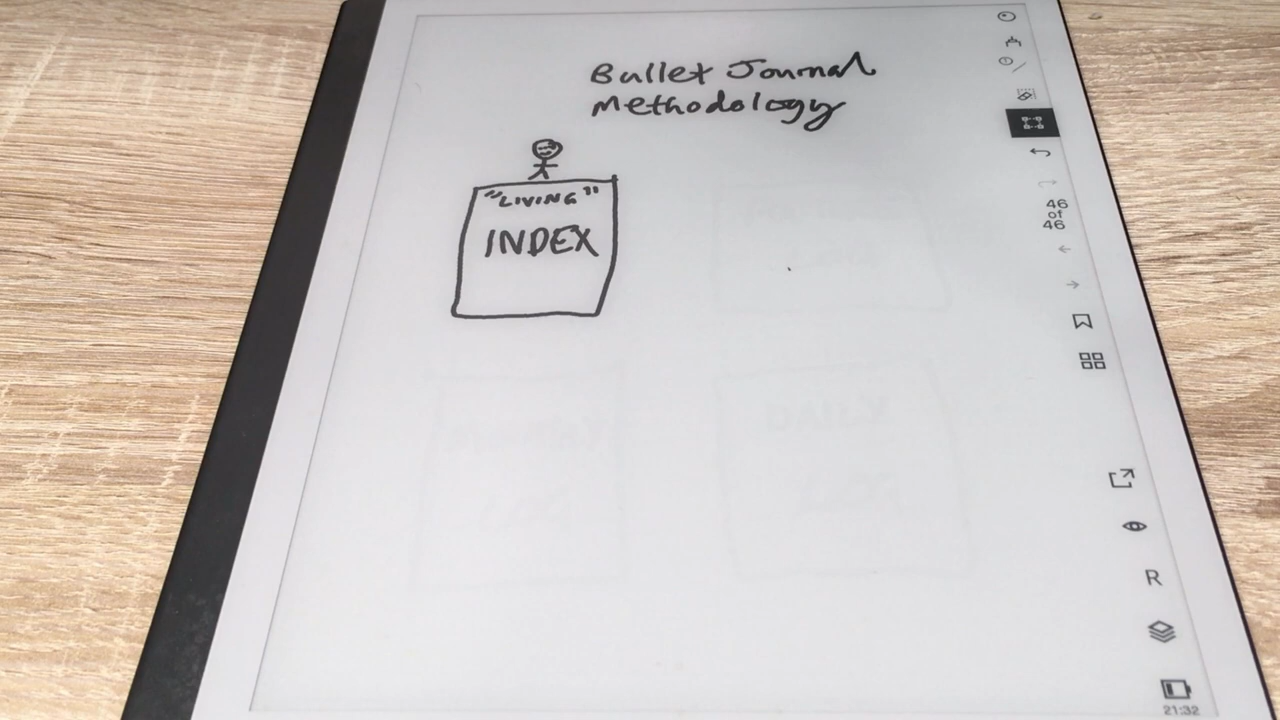 Bullet Journal
Methodology
"LIVING"
INDEX
46
of
46
R
21:32